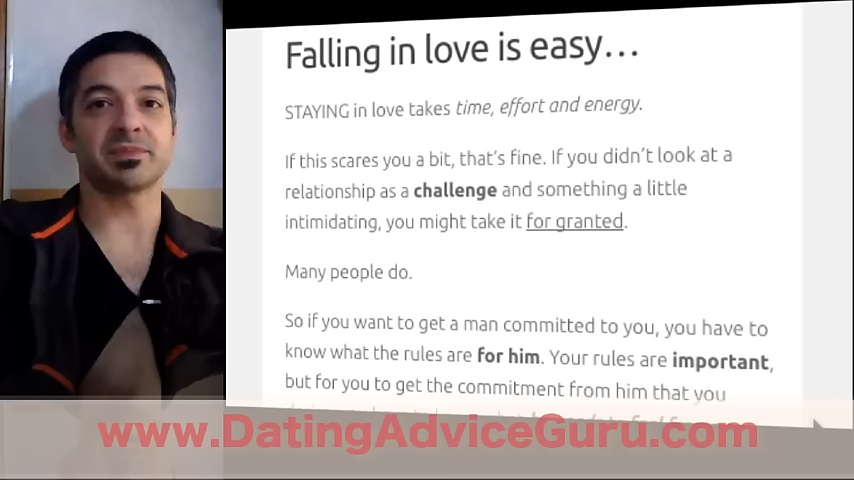 Falling in love is easy...
STAYING in love takes time, effort and energy.
If this scares you a bit, that's fine. If you didn't look at a
relationship as a challenge and something a little
intimidating, you might take it for granted.
Many people do.
So if you want to get a man committed to you, you have to
know what the rules are for him. Your rules are important,
but for you to get the commitment from him that you
www.DatingAdviceGuru.com